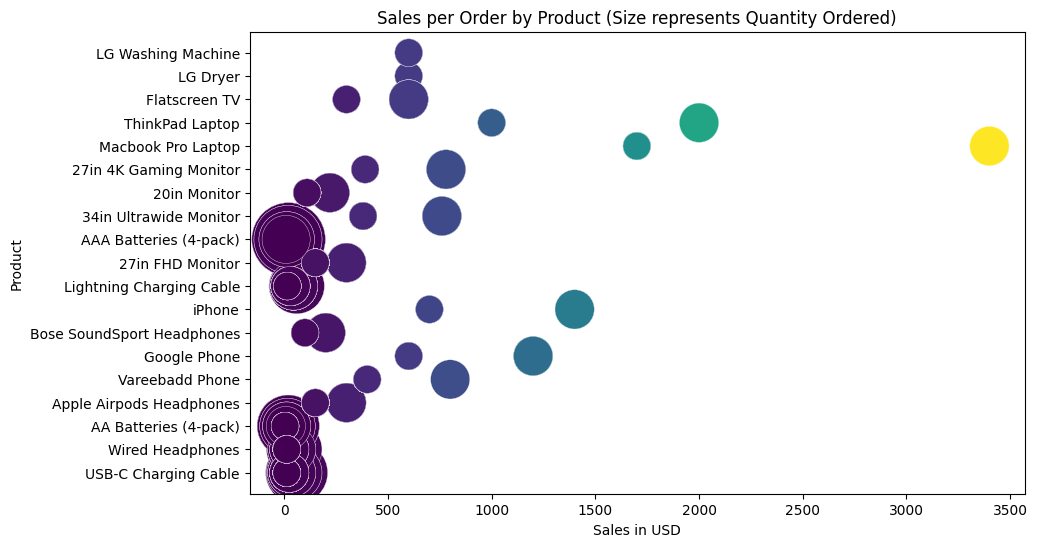 Sales per Order by Product (Size represents Quantity Ordered)
LG Washing Machine
LG Dryer
Flatscreen TV
ThinkPad Laptop
Macbook Pro Laptop
27in 4K Gaming Monitor
20in Monitor
34in Ultrawide Monitor
AAA Batteries (4-pack)
27in FHD Monitor
Lightning Charging Cable
iPhone
Bose SoundSport Headphones
Google Phone
Vareebadd Phone
Apple Airpods Headphones
AA Batteries (4-pack)
Wired Headphones
USB-C Charging Cable
Product
0 500 1000 1500 2000 2500 3000 3500
Sales in USD